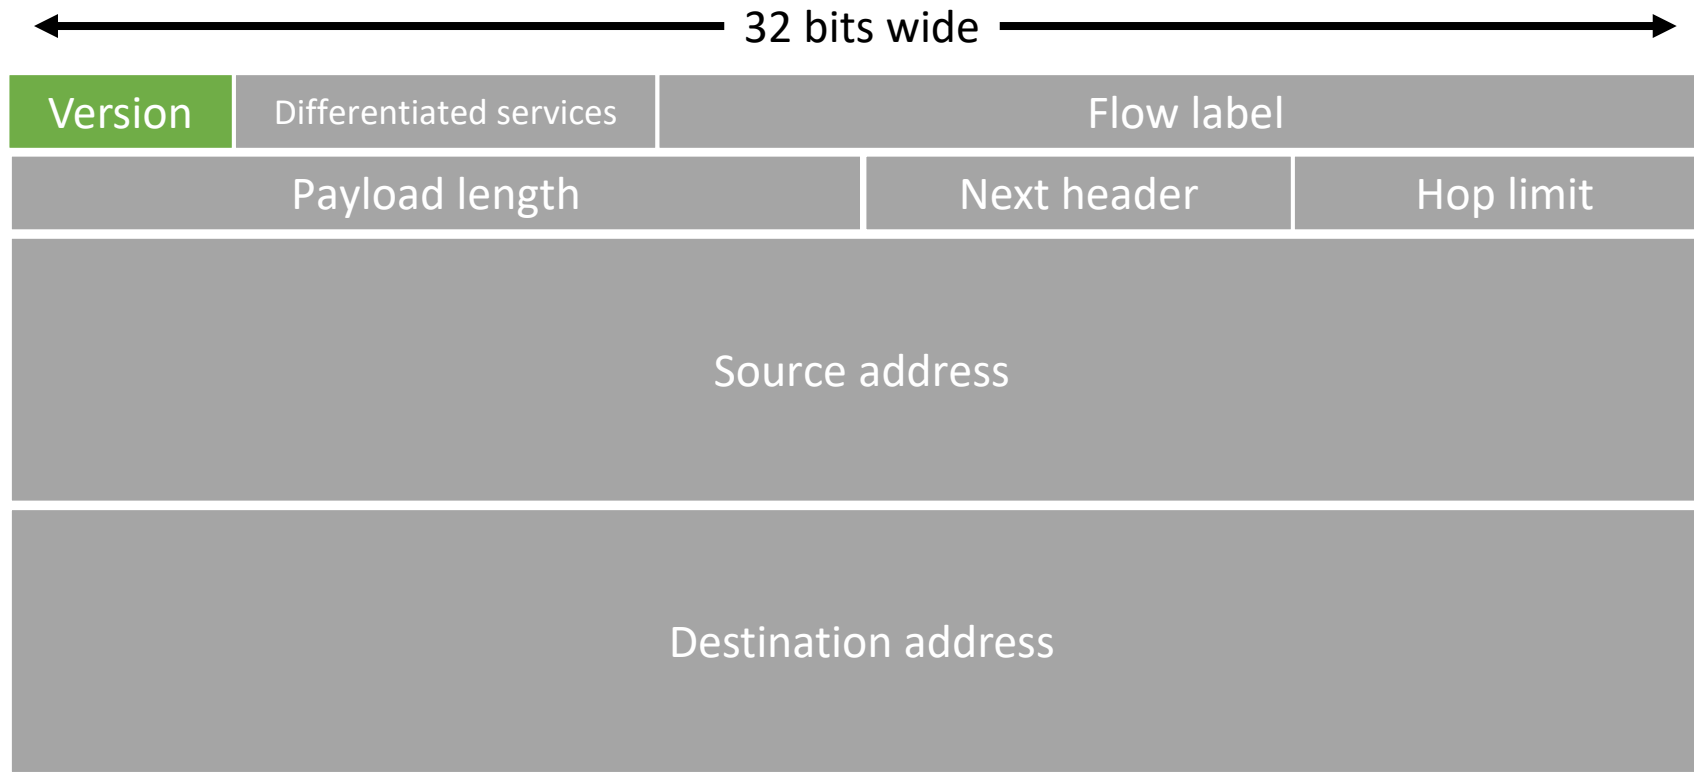 32 bits wide
Version
Differentiated services
Flow label
Payload length
Next header
Hop limit
Source address
Destination address